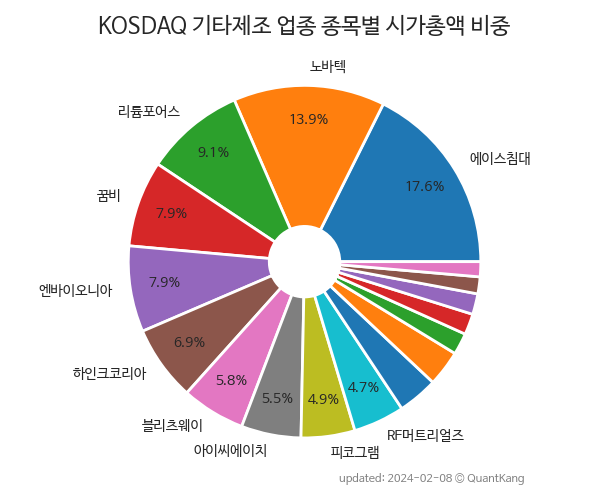 KOSDAQ 기타제조 업종 종목별 시가총액 비중
노바텍
13.9%
리튬포어스
9.1%
에이스침대
17.6%
꿈비
7.9%
엔바이오니아
7.9%
하인크코리아
6.9%
블리츠웨이
5.8%
아이씨에이치
5.5%
피코그램
4.9%
RF머트리얼즈
4.7%
updated: 2024-02-08 © QuantKang